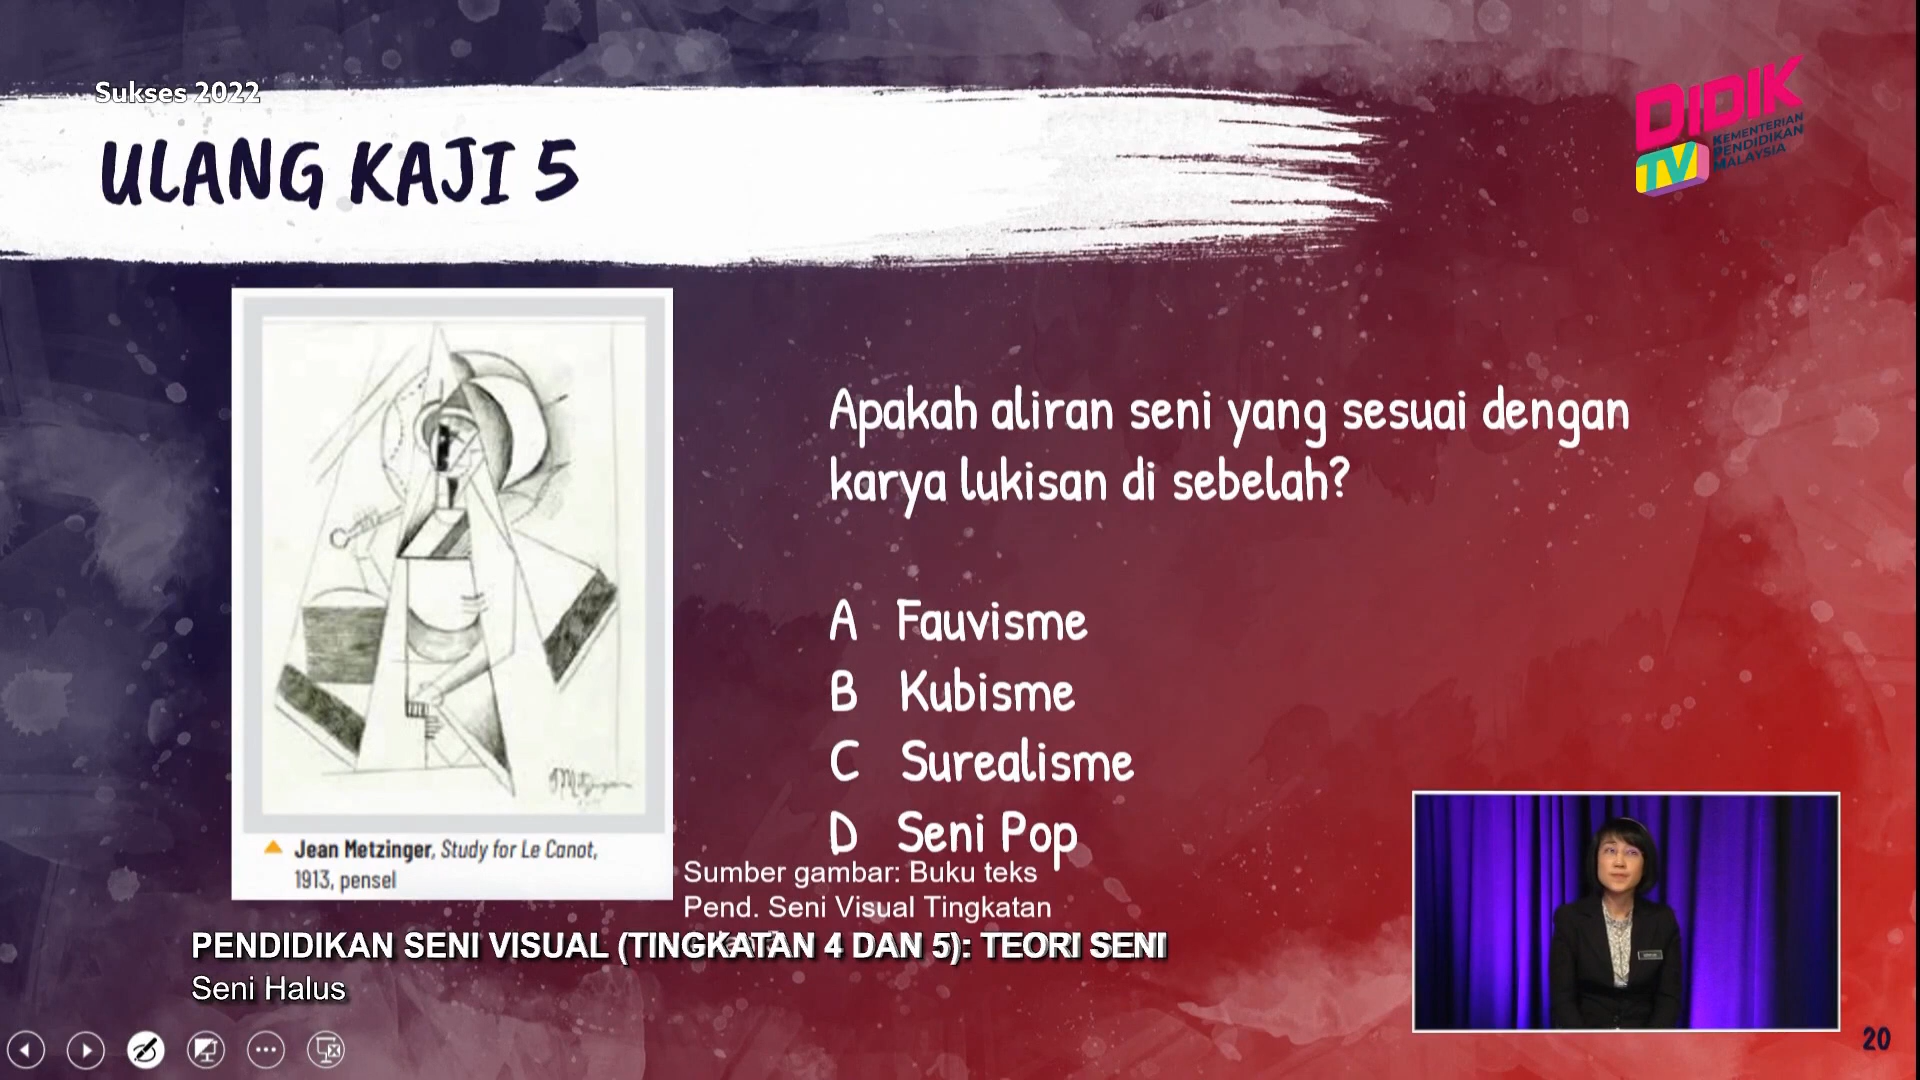 Sukses 2022
ULANG KAJI 5
DIDIK
TV
KEMENTERIAN
PENDIDIKAN
MALAYSIA
Apakah aliran seni yang sesuai dengan
karya lukisan di sebelah?
A Fauvisme
B Kubisme
C Surealisme
D Seni Pop
Jean Metzinger, Study for Le Canot,
1913, pensel
Sumber gambar: Buku teks
Pend. Seni Visual Tingkatan
PENDIDIKAN SENI VISUAL (TINGKATAN 4 DAN 5): TEORI SENI
Seni Halus
20